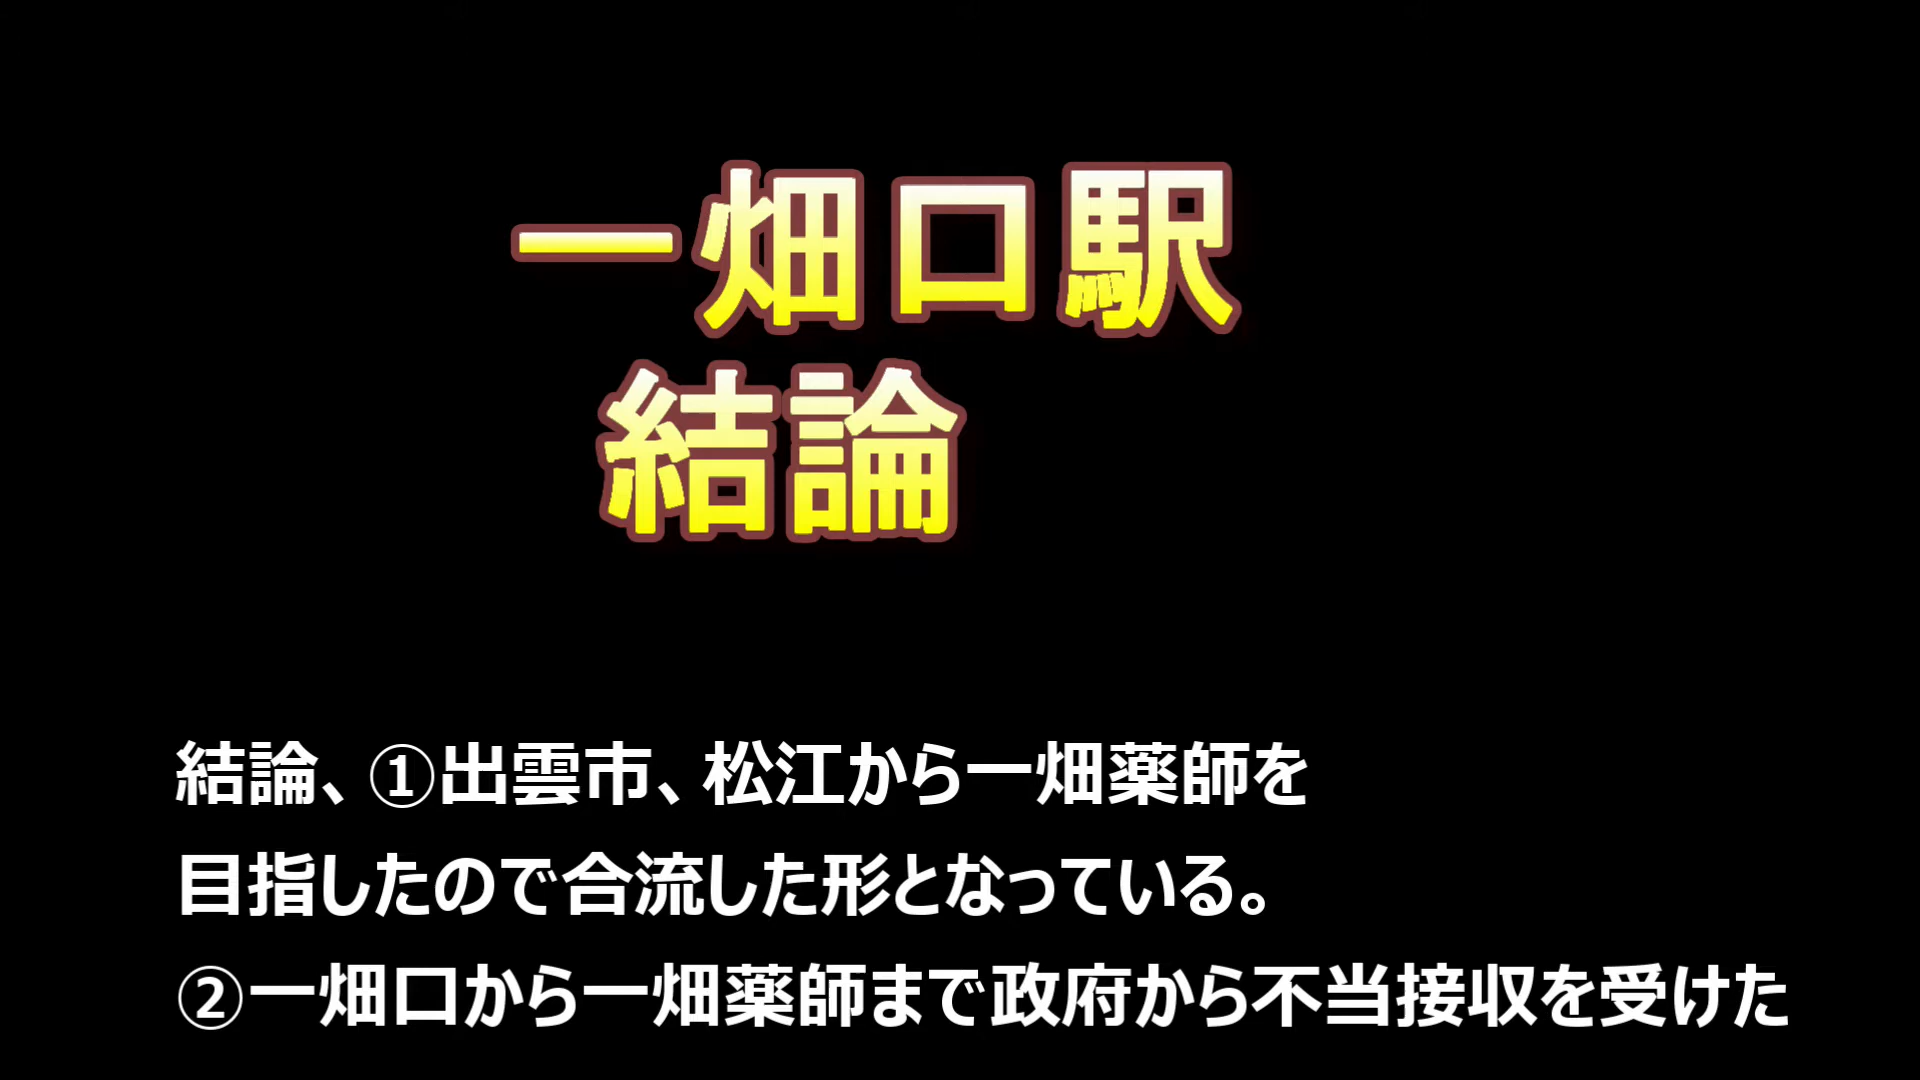 一畑口駅
結論
結論、①出雲市、松江から一畑薬師を
目指したので合流した形となっている。
②一畑口から一畑薬師まで政府から不当接収を受けた